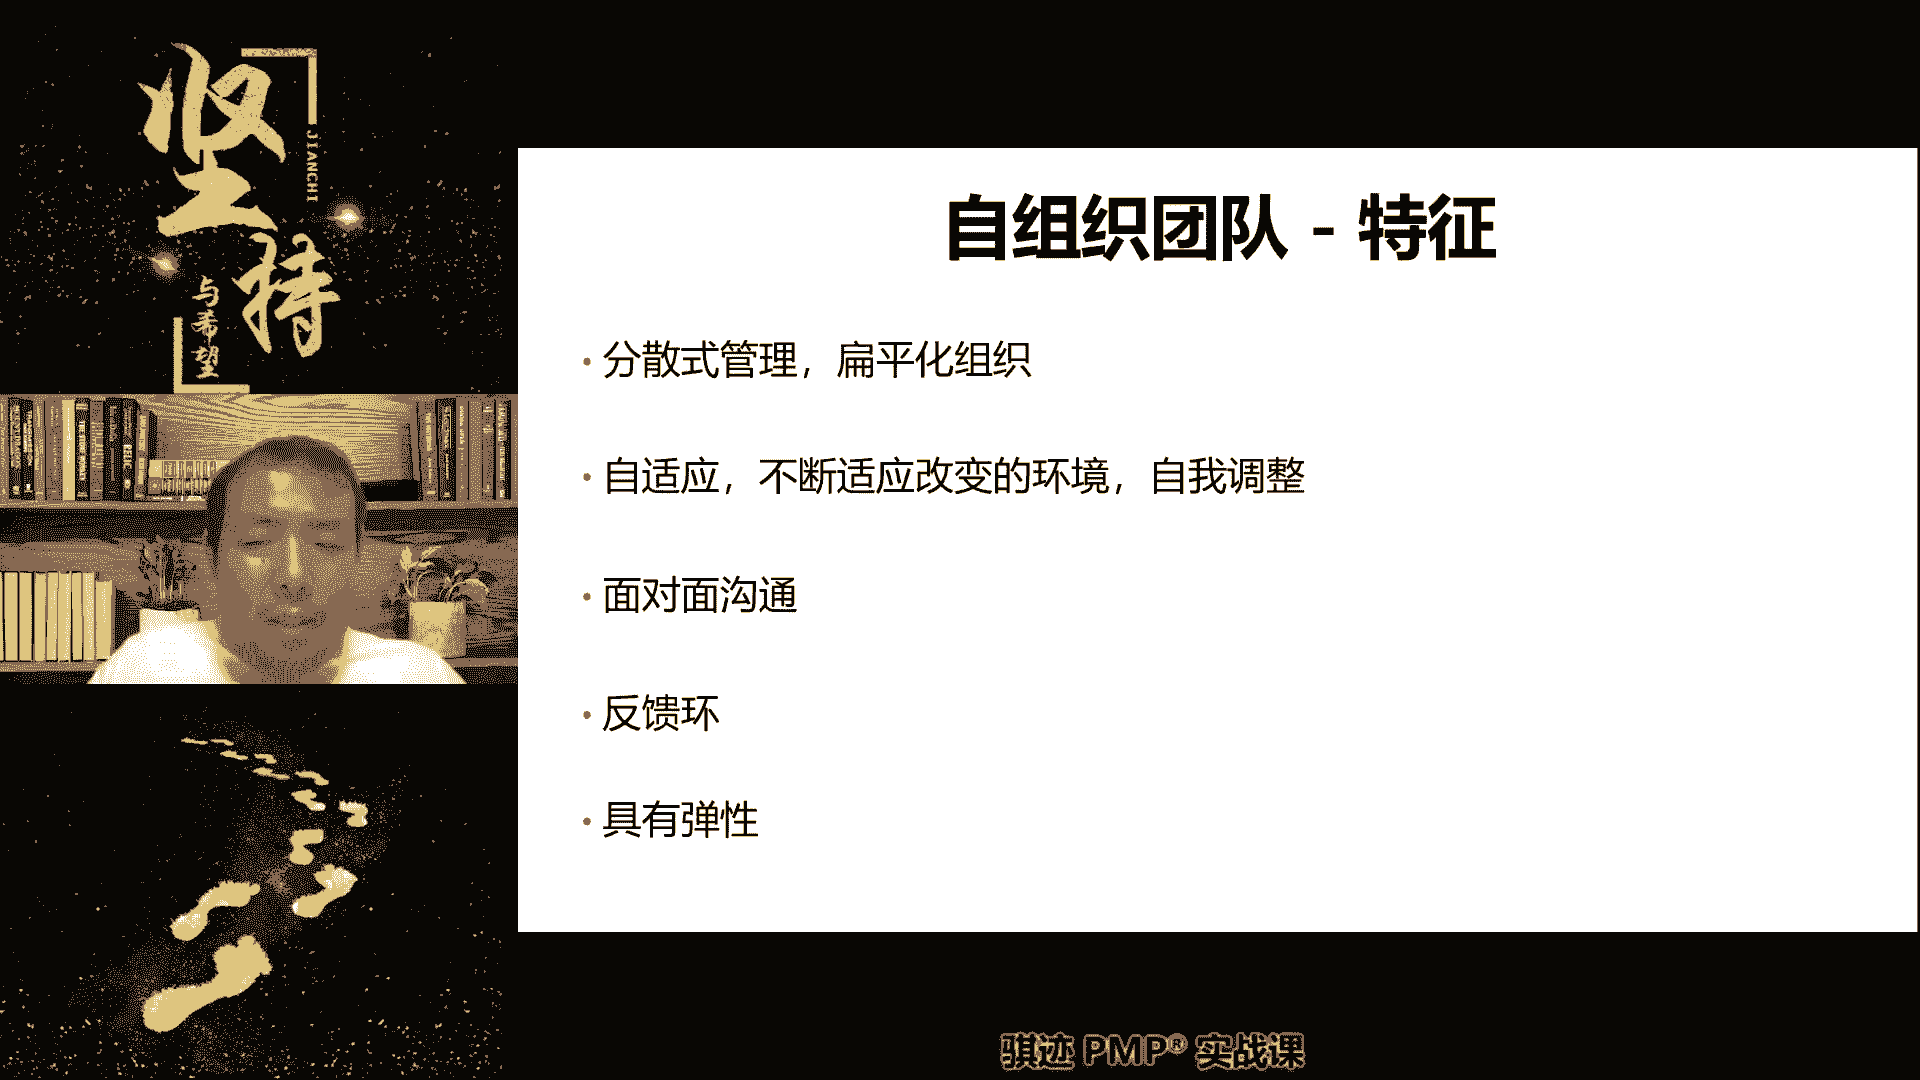 坚持
JIANCHI
与希望
自组织团队 - 特征
• 分散式管理，扁平化组织
• 自适应，不断适应改变的环境，自我调整
• 面对面沟通
• 反馈环
• 具有弹性
骐迹 PMP® 实战课